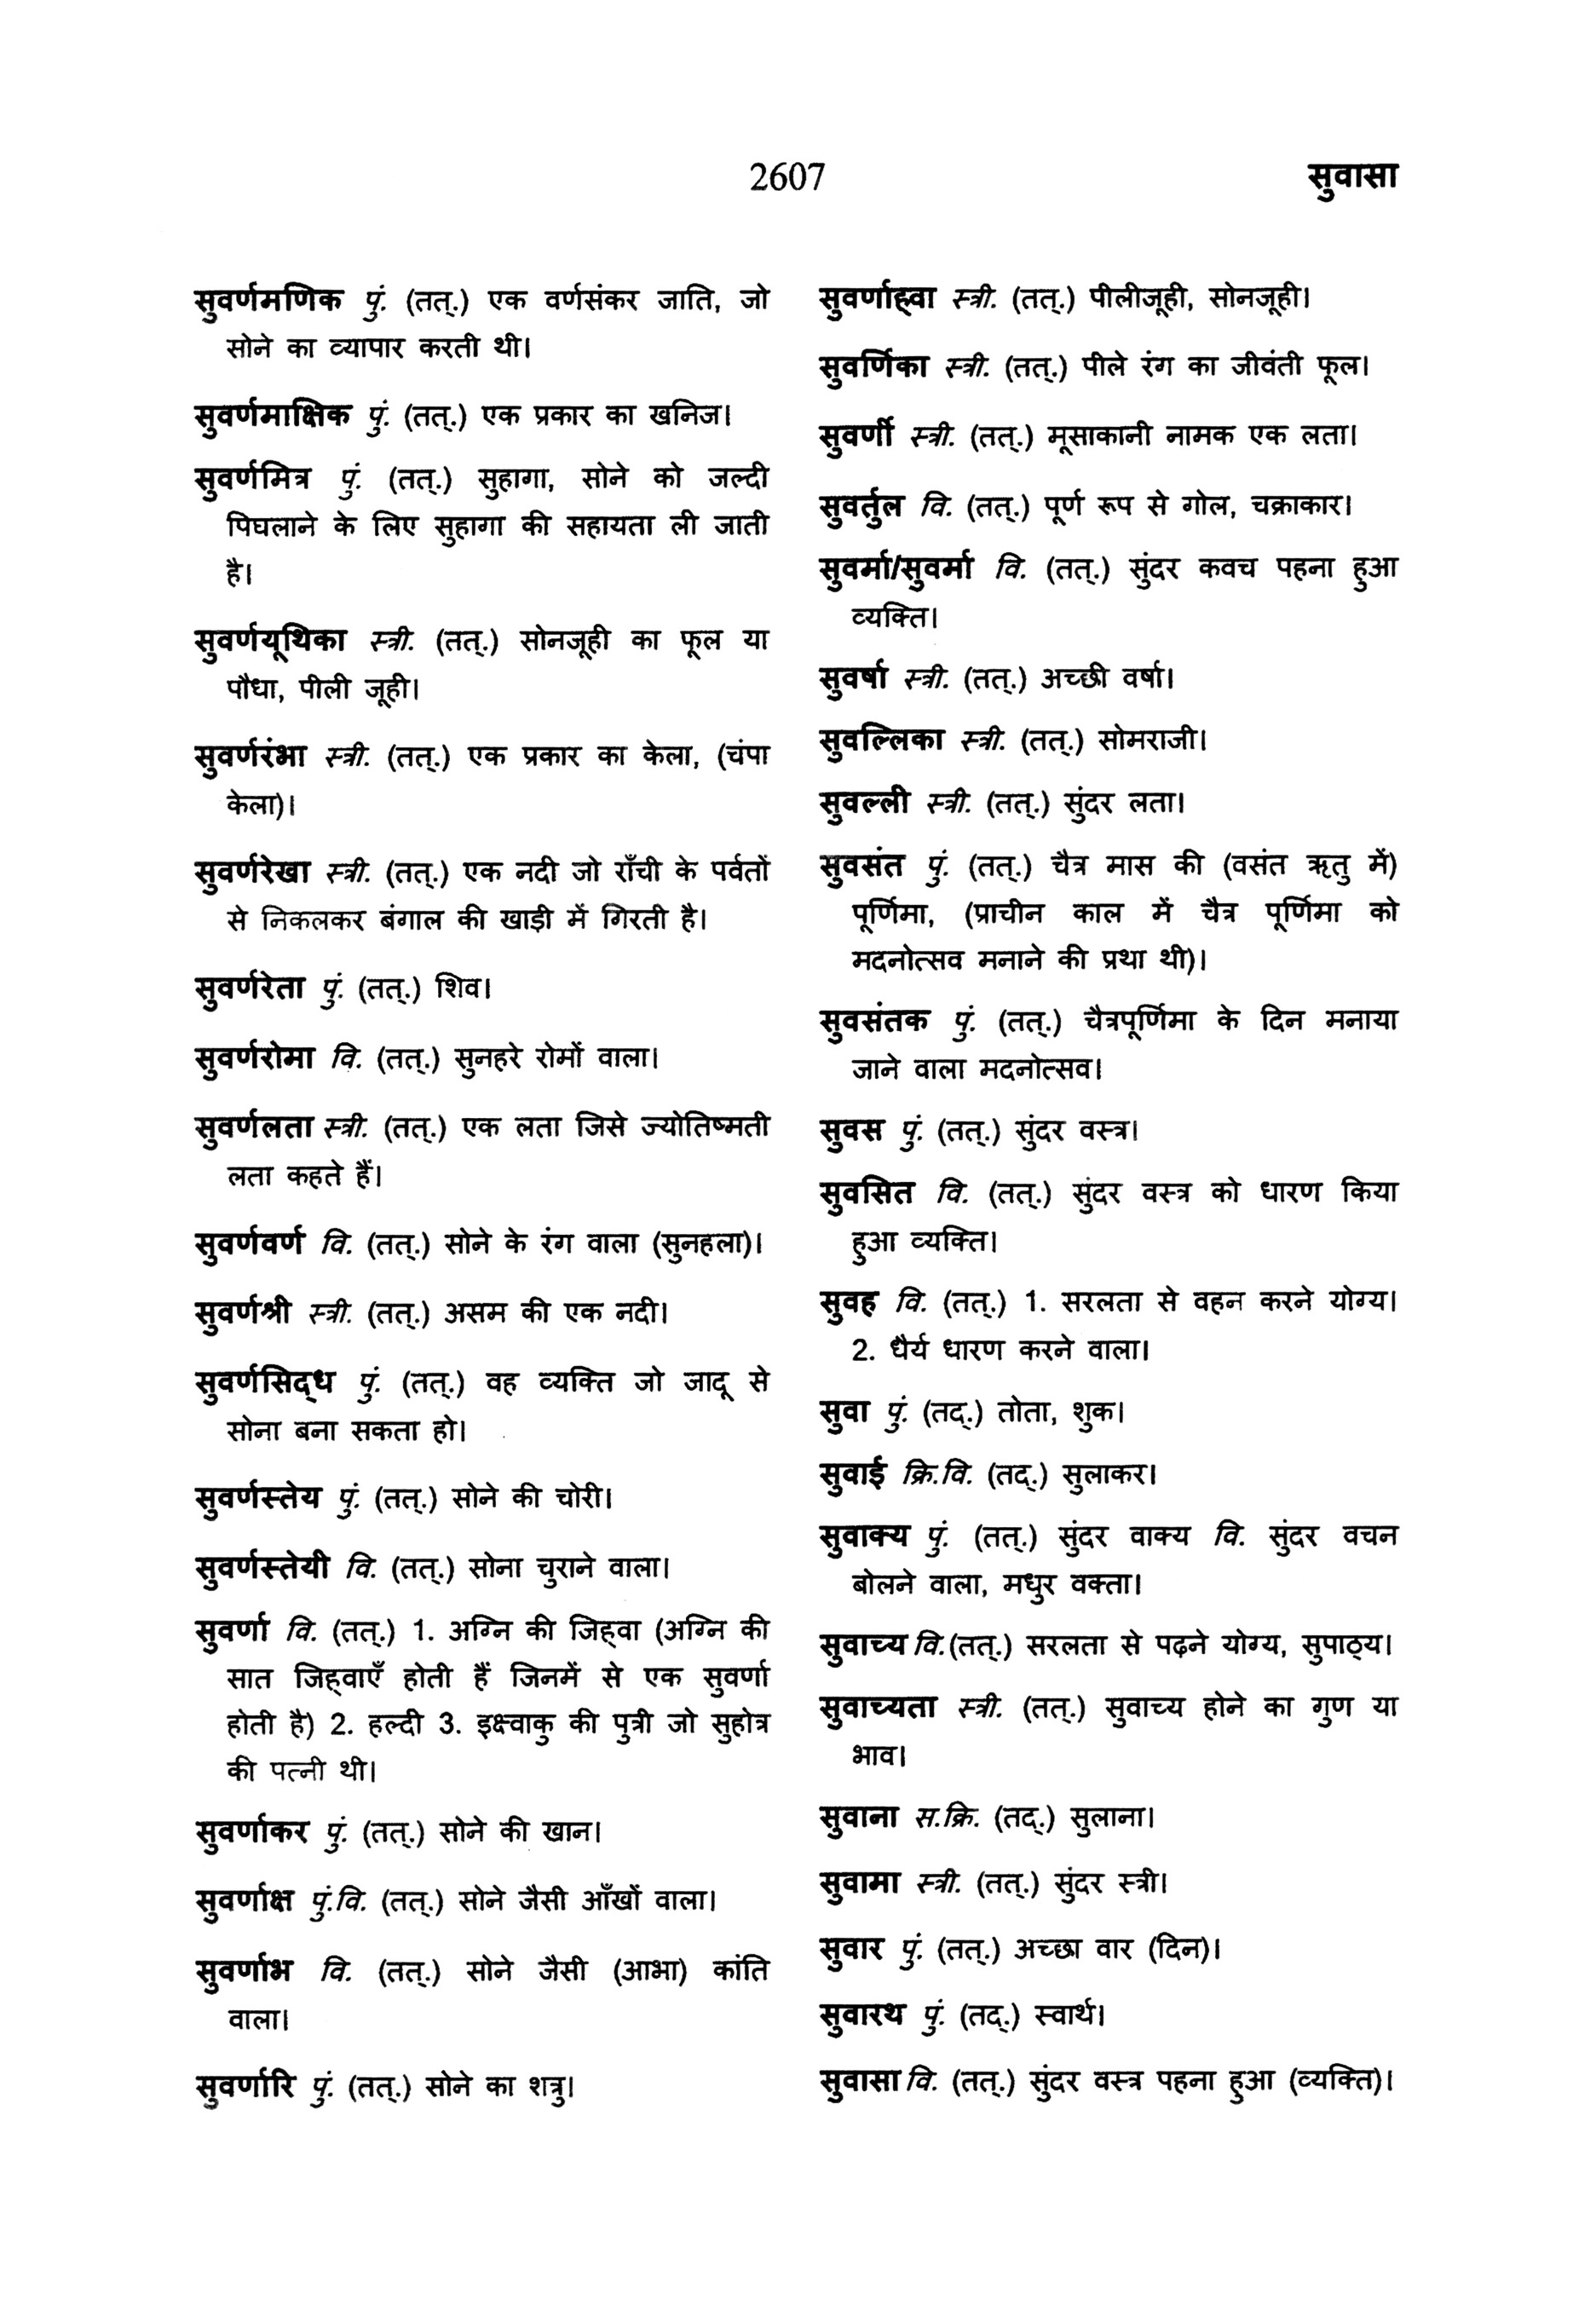 2607
सुवासा
सुवर्णमणिक पुं. (तत्.) एक वर्णसंकर जाति, जो
सोने का व्यापार करती थी।
सुवर्णमाक्षिक पुं. (तत्.) एक प्रकार का खनिज।
सुवर्णमित्र पुं. (तत्.) सुहागा, सोने को जल्दी
पिघलाने के लिए सुहागा की सहायता ली जाती
है।
सुवर्णयूथिका स्त्री. (तत्.) सोनजूही का फूल या
पौधा, पीली जूही।
सुवर्णरंभा स्त्री. (तत्.) एक प्रकार का केला, (चंपा
केला)।
सुवर्णरेखा स्त्री. (तत्.) एक नदी जो राँची के पर्वतों
से निकलकर बंगाल की खाड़ी में गिरती है।
सुवर्णरेता पुं. (तत्.) शिव।
सुवर्णरोमा वि. (तत्.) सुनहरे रोमों वाला।
सुवर्णलता स्त्री. (तत्.) एक लता जिसे ज्योतिष्मती
लता कहते हैं।
सुवर्णवर्ण वि. (तत्.) सोने के रंग वाला (सुनहला)।
सुवर्णश्री स्त्री. (तत्.) असम की एक नदी।
सुवर्णसिद्‌ध पुं. (तत्.) वह व्यक्ति जो जादू से
सोना बना सकता हो।
सुवर्णस्तेय पुं. (तत्.) सोने की चोरी।
सुवर्णस्तेयी वि. (तत्.) सोना चुराने वाला।
सुवर्णा वि. (तत्.) 1. अग्नि की जिह्‌वा (अग्नि की
सात जिह्‌वाएँ होती हैं जिनमें से एक सुवर्णा
होती है) 2. हल्दी 3. इक्ष्वाकु की पुत्री जो सुहोत्र
की पत्नी थी।
सुवर्णाकर पुं. (तत्.) सोने की खान।
सुवर्णाक्ष पुं.वि. (तत्.) सोने जैसी आँखों वाला।
सुवर्णाभ वि. (तत्.) सोने जैसी (आभा) कांति
वाला।
सुवर्णारि पुं. (तत्.) सोने का शत्रु।
सुवर्णाह्‌वा स्त्री. (तत्.) पीलीजूही, सोनजूही।
सुवर्णिका स्त्री. (तत्.) पीले रंग का जीवंती फूल।
सुवर्णी स्त्री. (तत्.) मूसाकानी नामक एक लता।
सुवर्तुल वि. (तत्.) पूर्ण रूप से गोल, चक्राकार।
सुवर्मा/सुवर्मा वि. (तत्.) सुंदर कवच पहना हुआ
व्यक्ति।
सुवर्षा स्त्री. (तत्.) अच्छी वर्षा।
सुवल्लिका स्त्री. (तत्.) सोमराजी।
सुवल्ली स्त्री. (तत्.) सुंदर लता।
सुवसंत पुं. (तत्.) चैत्र मास की (वसंत ऋतु में)
पूर्णिमा, (प्राचीन काल में चैत्र पूर्णिमा को
मदनोत्सव मनाने की प्रथा थी)।
सुवसंतक पुं. (तत्.) चैत्रपूर्णिमा के दिन मनाया
जाने वाला मदनोत्सव।
सुवस पुं. (तत्.) सुंदर वस्त्र।
सुवसित वि. (तत्.) सुंदर वस्त्र को धारण किया
हुआ व्यक्ति।
सुवह वि. (तत्.) 1. सरलता से वहन करने योग्य।
2. धैर्य धारण करने वाला।
सुवा पुं. (तद्.) तोता, शुक।
सुवाई क्रि.वि. (तद्.) सुलाकर।
सुवाक्य पुं. (तत्.) सुंदर वाक्य वि. सुंदर वचन
बोलने वाला, मधुर वक्ता।
सुवाच्य वि.(तत्.) सरलता से पढ़ने योग्य, सुपाठ्य।
सुवाच्यता स्त्री. (तत्.) सुवाच्य होने का गुण या
भाव।
सुवाना स.क्रि. (तद्.) सुलाना।
सुवामा स्त्री. (तत्.) सुंदर स्त्री।
सुवार पुं. (तत्.) अच्छा वार (दिन)।
सुवारथ पुं. (तद्.) स्वार्थ।
सुवासा वि. (तत्.) सुंदर वस्त्र पहना हुआ (व्यक्ति)।